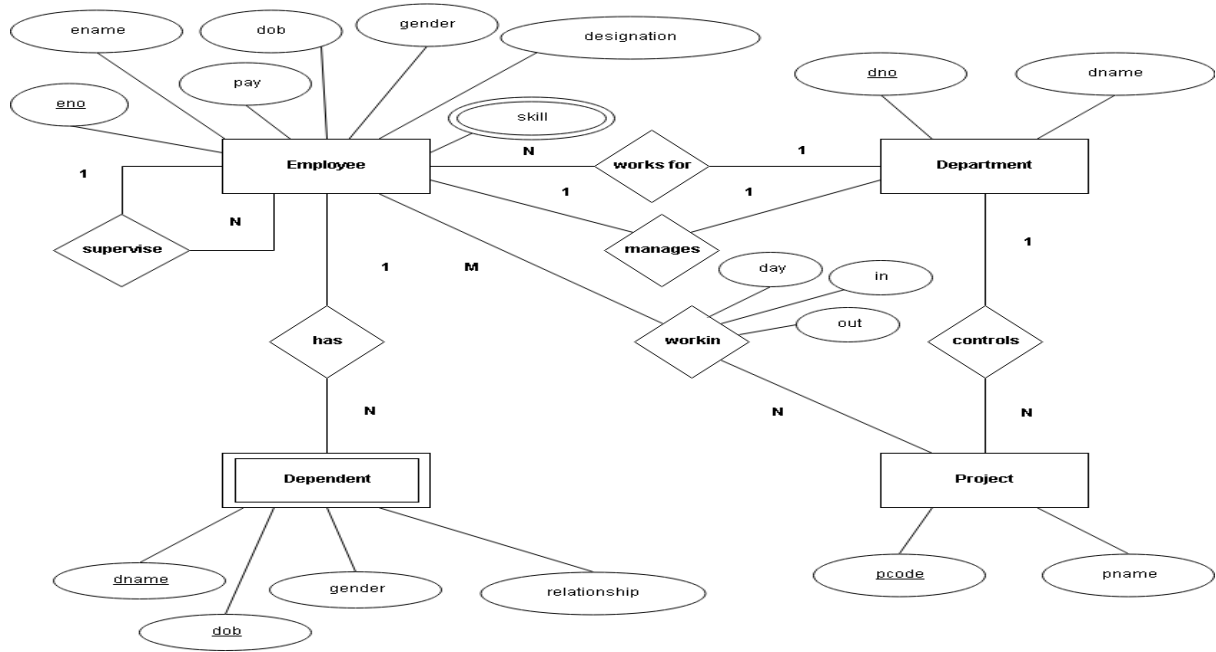 ename
dob
gender
designation
eno
pay
skill
dno
dname
Employee
N
works for
1
Department
1
1
1
N
supervise
manages
1
1
M
day
in
out
has
workin
controls
N
N
N
Dependent
Project
dname
gender
relationship
dob
pcode
pname